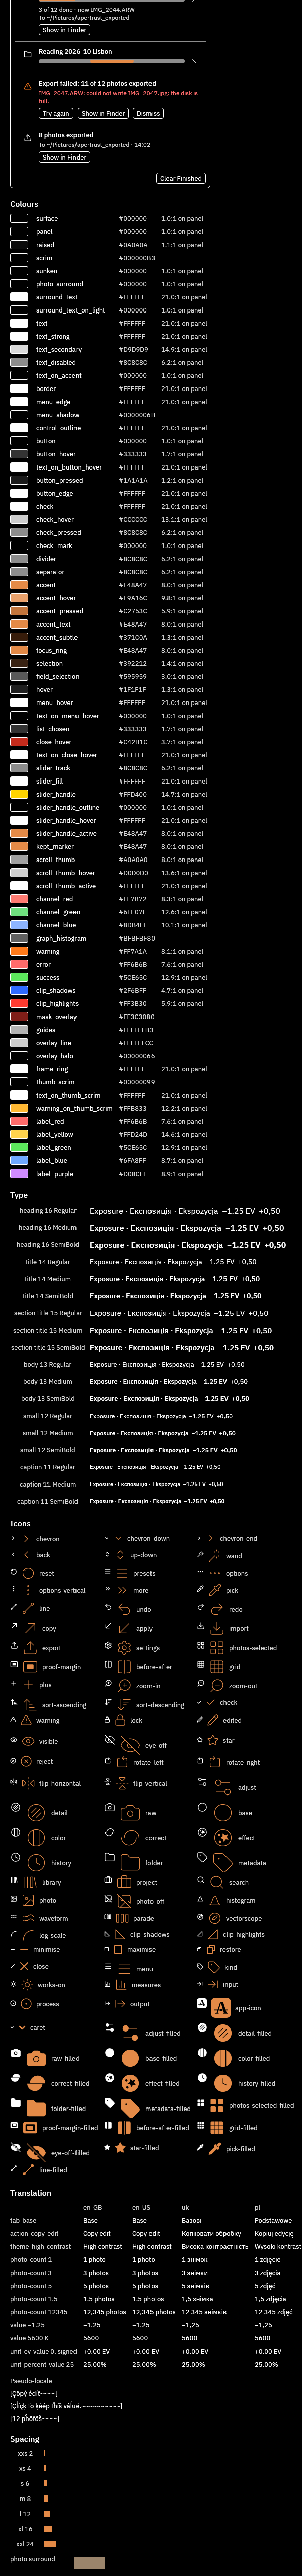 3 of 12 done · now IMG_2044.ARW
To ~/Pictures/apertrust_exported
Show in Finder
Reading 2026-10 Lisbon
Export failed: 11 of 12 photos exported
IMG_2047.ARW: could not write IMG_2047.jpg: the disk is full.
Try again Show in Finder Dismiss
8 photos exported
To ~/Pictures/apertrust_exported · 14:02
Show in Finder
Clear Finished
Colours
surface #000000 1.0:1 on panel
panel #000000 1.0:1 on panel
raised #0A0A0A 1.1:1 on panel
scrim #000000B3
sunken #000000 1.0:1 on panel
photo_surround #000000 1.0:1 on panel
surround_text #FFFFFF 21.0:1 on panel
surround_text_on_light #000000 1.0:1 on panel
text #FFFFFF 21.0:1 on panel
text_strong #FFFFFF 21.0:1 on panel
text_secondary #D9D9D9 14.9:1 on panel
text_disabled #8C8C8C 6.2:1 on panel
text_on_accent #000000 1.0:1 on panel
border #FFFFFF 21.0:1 on panel
menu_edge #FFFFFF 21.0:1 on panel
menu_shadow #0000006B
control_outline #FFFFFF 21.0:1 on panel
button #000000 1.0:1 on panel
button_hover #333333 1.7:1 on panel
text_on_button_hover #FFFFFF 21.0:1 on panel
button_pressed #1A1A1A 1.2:1 on panel
button_edge #FFFFFF 21.0:1 on panel
check #FFFFFF 21.0:1 on panel
check_hover #CCCCCC 13.1:1 on panel
check_pressed #8C8C8C 6.2:1 on panel
check_mark #000000 1.0:1 on panel
divider #8C8C8C 6.2:1 on panel
separator #8C8C8C 6.2:1 on panel
accent #E48A47 8.0:1 on panel
accent_hover #E9A16C 9.8:1 on panel
accent_pressed #C2753C 5.9:1 on panel
accent_text #E48A47 8.0:1 on panel
accent_subtle #371C0A 1.3:1 on panel
focus_ring #E48A47 8.0:1 on panel
selection #392212 1.4:1 on panel
field_selection #595959 3.0:1 on panel
hover #1F1F1F 1.3:1 on panel
menu_hover #FFFFFF 21.0:1 on panel
text_on_menu_hover #000000 1.0:1 on panel
list_chosen #333333 1.7:1 on panel
close_hover #C42B1C 3.7:1 on panel
text_on_close_hover #FFFFFF 21.0:1 on panel
slider_track #8C8C8C 6.2:1 on panel
slider_fill #FFFFFF 21.0:1 on panel
slider_handle #FFD400 14.7:1 on panel
slider_handle_outline #000000 1.0:1 on panel
slider_handle_hover #FFFFFF 21.0:1 on panel
slider_handle_active #E48A47 8.0:1 on panel
kept_marker #E48A47 8.0:1 on panel
scroll_thumb #A0A0A0 8.0:1 on panel
scroll_thumb_hover #D0D0D0 13.6:1 on panel
scroll_thumb_active #FFFFFF 21.0:1 on panel
channel_red #FF7B72 8.3:1 on panel
channel_green #6FE07F 12.6:1 on panel
channel_blue #8DB4FF 10.1:1 on panel
graph_histogram #BFBFBF80
warning #FF7A1A 8.1:1 on panel
error #FF6B6B 7.6:1 on panel
success #5CE65C 12.9:1 on panel
clip_shadows #2F6BFF 4.7:1 on panel
clip_highlights #FF3B30 5.9:1 on panel
mask_overlay #FF3C3080
guides #FFFFFFB3
overlay_line #FFFFFFCC
overlay_halo #00000066
frame_ring #FFFFFF 21.0:1 on panel
thumb_scrim #00000099
text_on_thumb_scrim #FFFFFF 21.0:1 on panel
warning_on_thumb_scrim #FFB833 12.2:1 on panel
label_red #FF6B6B 7.6:1 on panel
label_yellow #FFD24D 14.6:1 on panel
label_green #5CE65C 12.9:1 on panel
label_blue #6FA8FF 8.7:1 on panel
label_purple #D08CFF 8.9:1 on panel
Type
heading 16 Regular Exposure · Експозиція · Ekspozycja −1.25 EV +0,50
heading 16 Medium Exposure · Експозиція · Ekspozycja −1.25 EV +0,50
heading 16 SemiBold Exposure · Експозиція · Ekspozycja −1.25 EV +0,50
title 14 Regular Exposure · Експозиція · Ekspozycja −1.25 EV +0,50
title 14 Medium Exposure · Експозиція · Ekspozycja −1.25 EV +0,50
title 14 SemiBold Exposure · Експозиція · Ekspozycja −1.25 EV +0,50
section title 15 Regular Exposure · Експозиція · Ekspozycja −1.25 EV +0,50
section title 15 Medium Exposure · Експозиція · Ekspozycja −1.25 EV +0,50
section title 15 SemiBold Exposure · Експозиція · Ekspozycja −1.25 EV +0,50
body 13 Regular Exposure · Експозиція · Ekspozycja −1.25 EV +0,50
body 13 Medium Exposure · Експозиція · Ekspozycja −1.25 EV +0,50
body 13 SemiBold Exposure · Експозиція · Ekspozycja −1.25 EV +0,50
small 12 Regular Exposure · Експозиція · Ekspozycja −1.25 EV +0,50
small 12 Medium Exposure · Експозиція · Ekspozycja −1.25 EV +0,50
small 12 SemiBold Exposure · Експозиція · Ekspozycja −1.25 EV +0,50
caption 11 Regular Exposure · Експозиція · Ekspozycja −1.25 EV +0,50
caption 11 Medium Exposure · Експозиція · Ekspozycja −1.25 EV +0,50
caption 11 SemiBold Exposure · Експозиція · Ekspozycja −1.25 EV +0,50
Icons
chevron chevron-down chevron-end
back up-down wand
reset presets options
options-vertical more pick
line undo redo
copy apply import
export settings photos-selected
proof-margin before-after grid
plus zoom-in zoom-out
sort-ascending sort-descending check
warning lock edited
visible eye-off star
reject rotate-left rotate-right
flip-horizontal flip-vertical adjust
detail raw base
color correct effect
history folder metadata
library project search
photo photo-off histogram
waveform parade vectorscope
log-scale clip-shadows clip-highlights
minimise maximise restore
close menu kind
works-on measures input
process output app-icon
caret adjust-filled detail-filled
raw-filled base-filled color-filled
correct-filled effect-filled history-filled
folder-filled metadata-filled photos-selected-filled
proof-margin-filled before-after-filled grid-filled
eye-off-filled star-filled pick-filled
line-filled
Translation
en-GB en-US uk pl
tab-base Base Base Базові Podstawowe
action-copy-edit Copy edit Copy edit Копіювати обробку Kopiuj edycję
theme-high-contrast High contrast High contrast Висока контрастність Wysoki kontrast
photo-count 1 1 photo 1 photo 1 знімок 1 zdjęcie
photo-count 3 3 photos 3 photos 3 знімки 3 zdjęcia
photo-count 5 5 photos 5 photos 5 знімків 5 zdjęć
photo-count 1.5 1.5 photos 1.5 photos 1,5 знімка 1,5 zdjęcia
photo-count 12345 12,345 photos 12,345 photos 12 345 знімків 12 345 zdjęć
value −1.25 −1.25 −1.25 −1,25 −1,25
value 5600 K 5600 5600 5600 5600
unit-ev-value 0, signed +0.00 EV +0.00 EV +0,00 EV +0,00 EV
unit-percent-value 25 25.00% 25.00% 25,00% 25,00%
Pseudo-locale
[12 þĥöťöš~~~~]
Spacing
xxs 2
xs 4
s 6
m 8
l 12
xl 16
xxl 24
photo surround